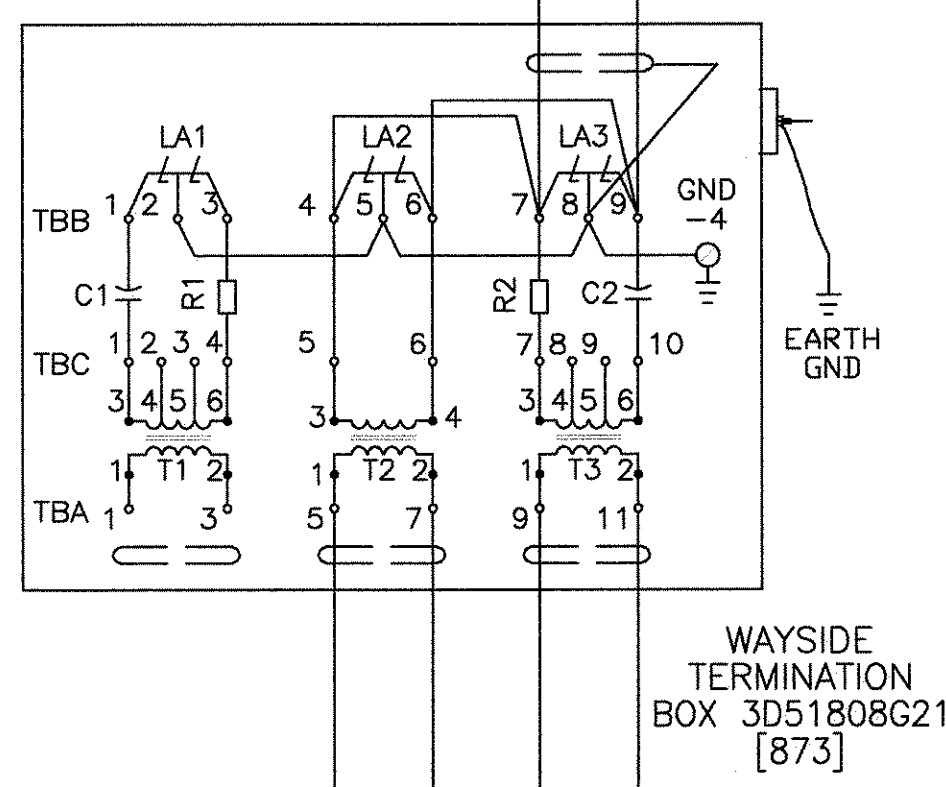 LA1 LA2 LA3
GND
-4
TBB 1 2 3 4 5 6 7 8 9
C1 R1 R2 C2
EARTH
GND
TBC 1 2 3 4 5 6 7 8 9 10
3 4 5 6 3 4 3 4 5 6
1 T1 2 1 T2 2 1 T3 2
TBA 1 3 5 7 9 11
WAYSIDE
TERMINATION
BOX 3D51808G21
[873]